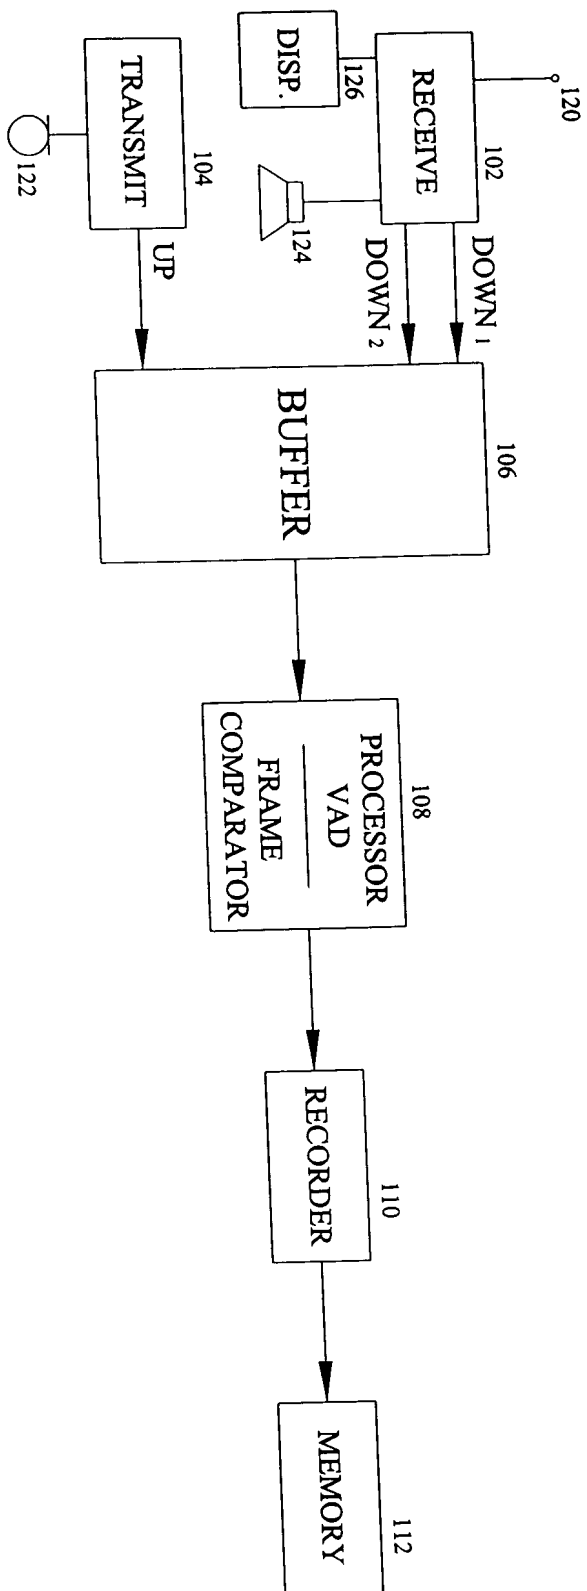 120
102
RECEIVE
DOWN 1
DOWN 2
126
DISP.
124
104
TRANSMIT
UP
122
106
BUFFER
108
PROCESSOR
VAD
FRAME
COMPARATOR
110
RECORDER
112
MEMORY